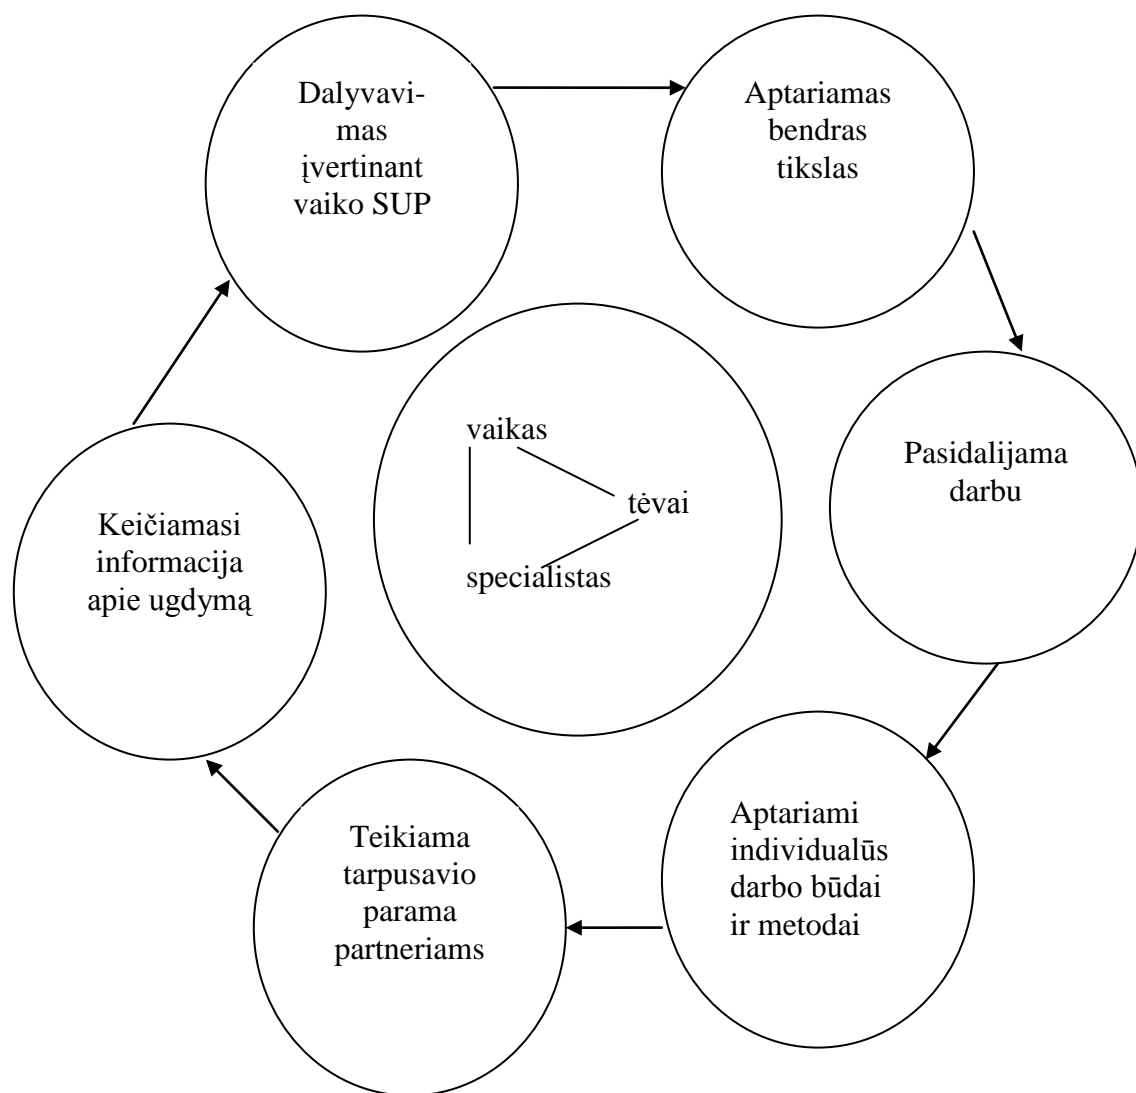 Dalyvavi-
mas
įvertinant
vaiko SUP
Aptariamas
bendras
tikslas
Pasidalijama
darbu
Aptariami
individualūs
darbo būdai
ir metodai
Teikiama
tarpusavio
parama
partneriams
Keičiamasi
informacija
apie ugdymą
vaikas
tėvai
specialistas